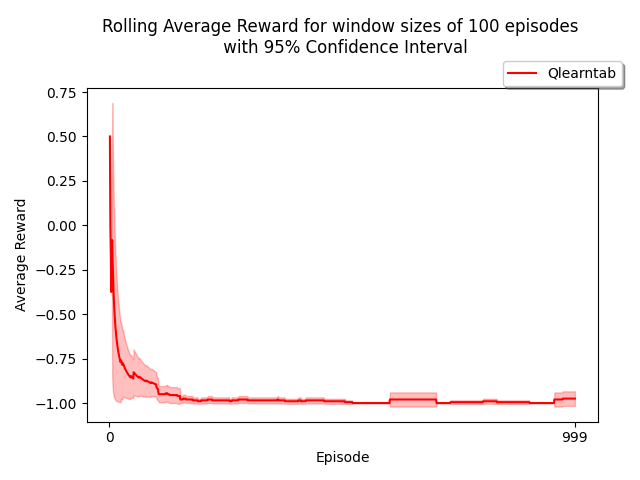 Rolling Average Reward for window sizes of 100 episodes
with 95% Confidence Interval
Qlearntab
0.75
0.50
0.25
0.00
−0.25
−0.50
−0.75
−1.00
Average Reward
0
999
Episode